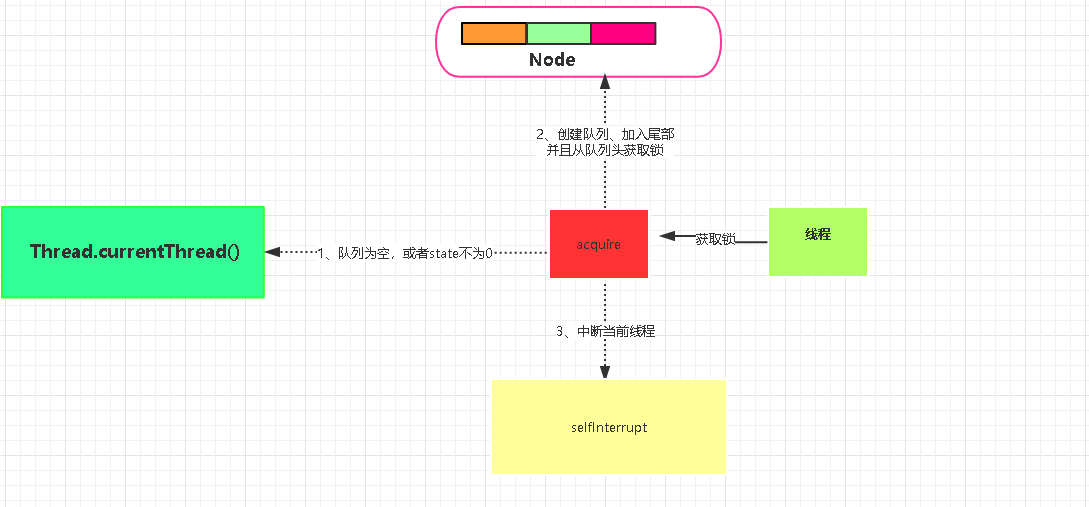 Node
2、创建队列、加入尾部
并且从队列头获取锁
Thread.currentThread()
1、队列为空，或者state不为0
acquire
获取锁
线程
3、中断当前线程
selfInterrupt